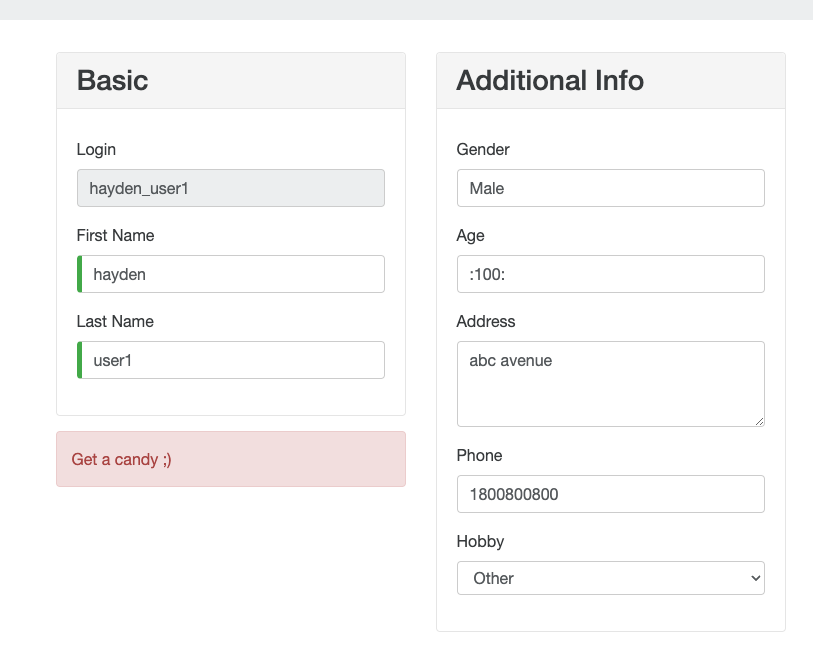 Basic
Login
hayden_user1
First Name
hayden
Last Name
user1
Get a candy ;)
Additional Info
Gender
Male
Age
:100:
Address
abc avenue
Phone
1800800800
Hobby
Other